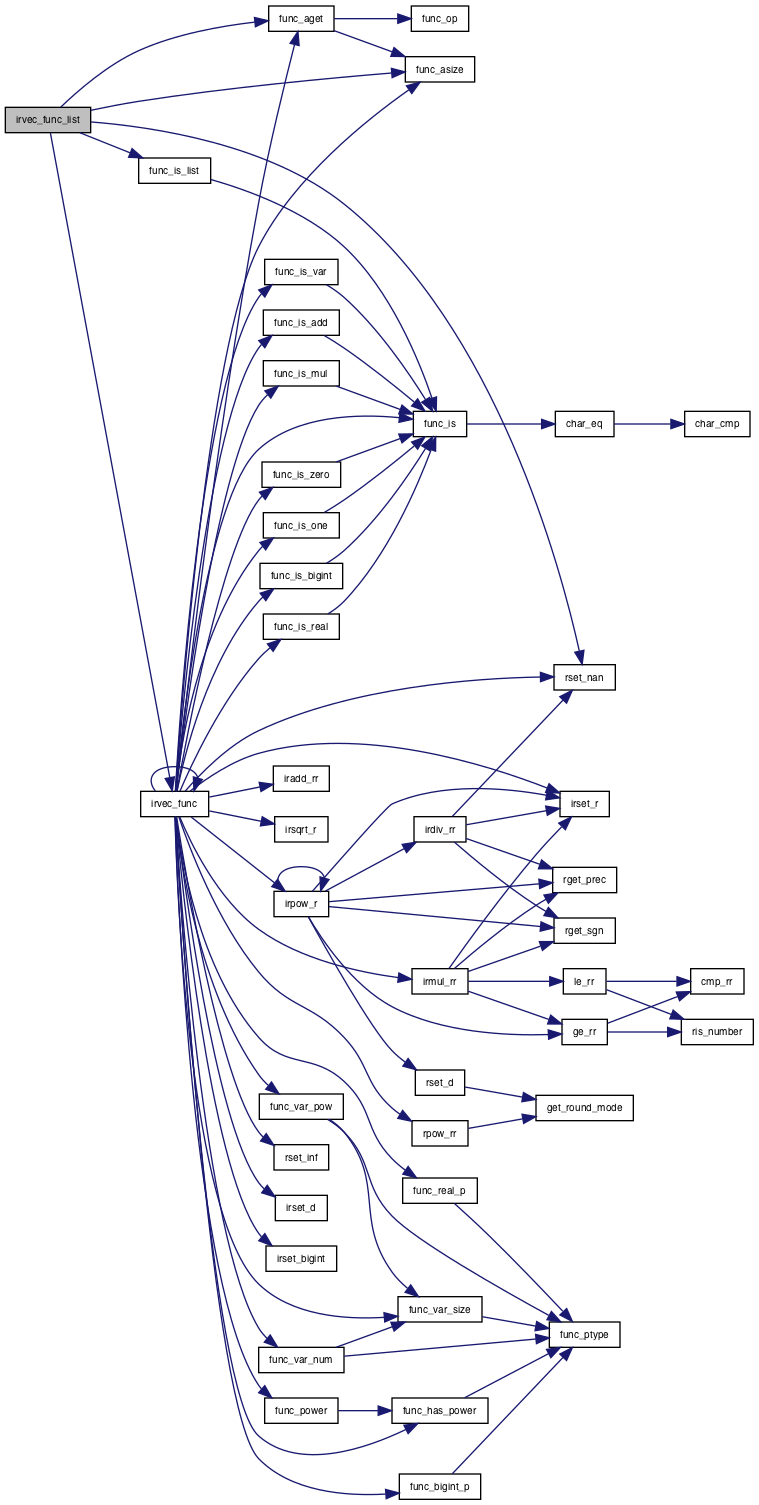 func_aget
func_op
func_asize
irvec_func_list
func_is_list
func_is_var
func_is_add
func_is_mul
func_is
char_eq
char_cmp
func_is_zero
func_is_one
func_is_bigint
func_is_real
rset_nan
iradd_rr
irvec_func
irset_r
irsqrt_r
irdiv_rr
rget_prec
irpow_r
rget_sgn
irmul_rr
le_rr
cmp_rr
ge_rr
ris_number
rset_d
func_var_pow
get_round_mode
rpow_rr
rset_inf
func_real_p
irset_d
irset_bigint
func_var_size
func_ptype
func_var_num
func_power
func_has_power
func_bigint_p